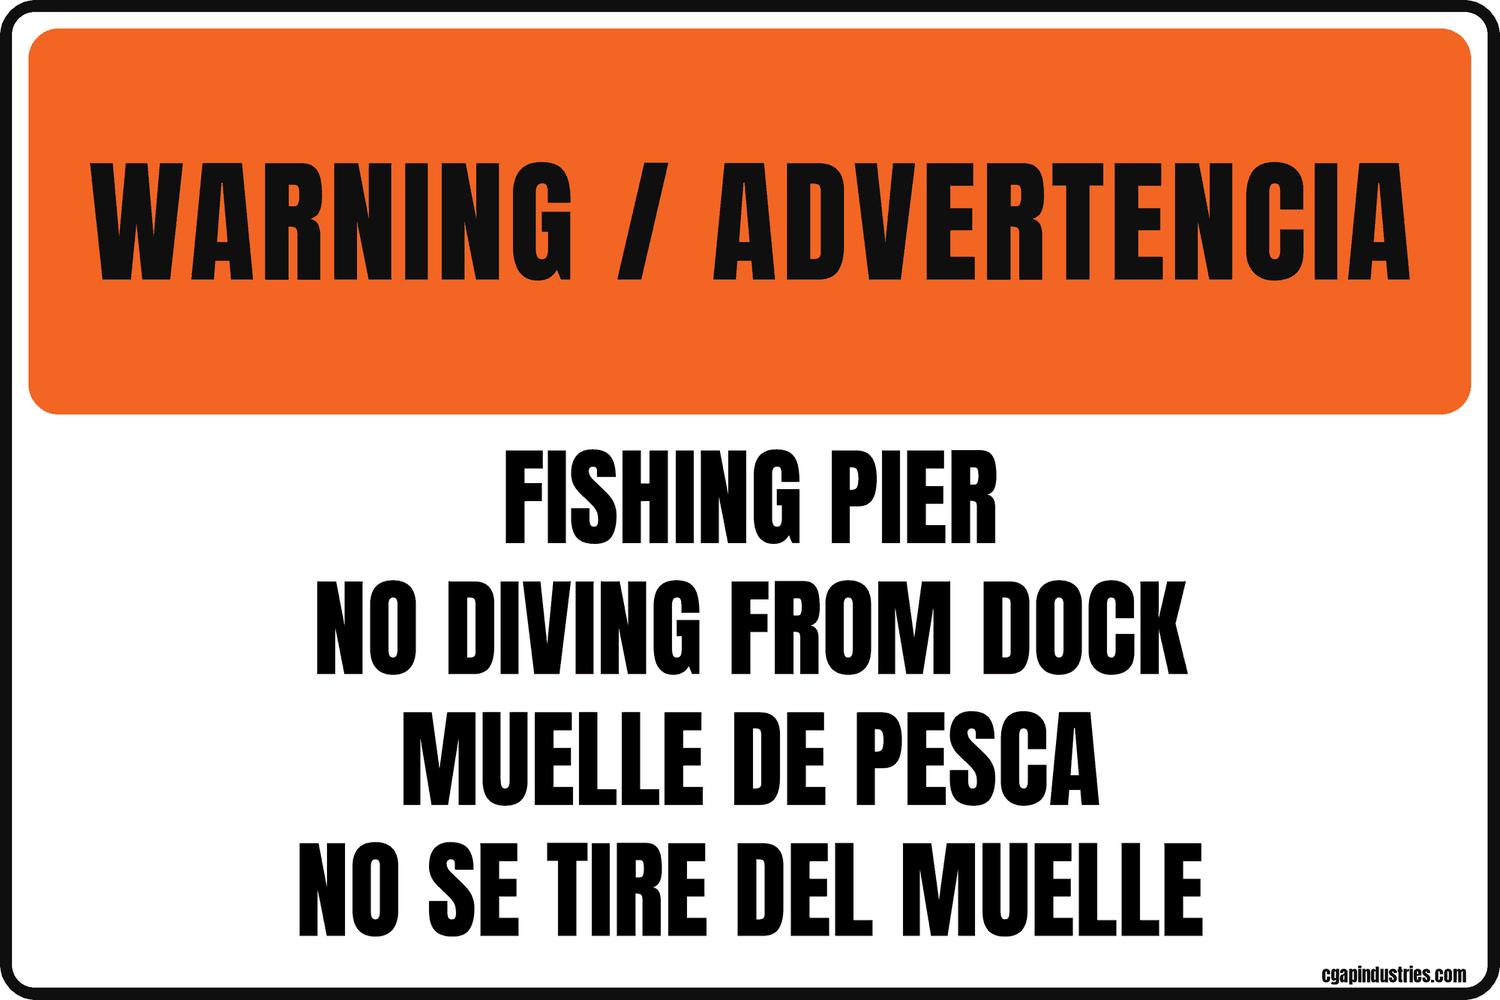 WARNING / ADVERTENCIA
FISHING PIER
NO DIVING FROM DOCK
MUELLE DE PESCA
NO SE TIRE DEL MUELLE
cgapindustries.com